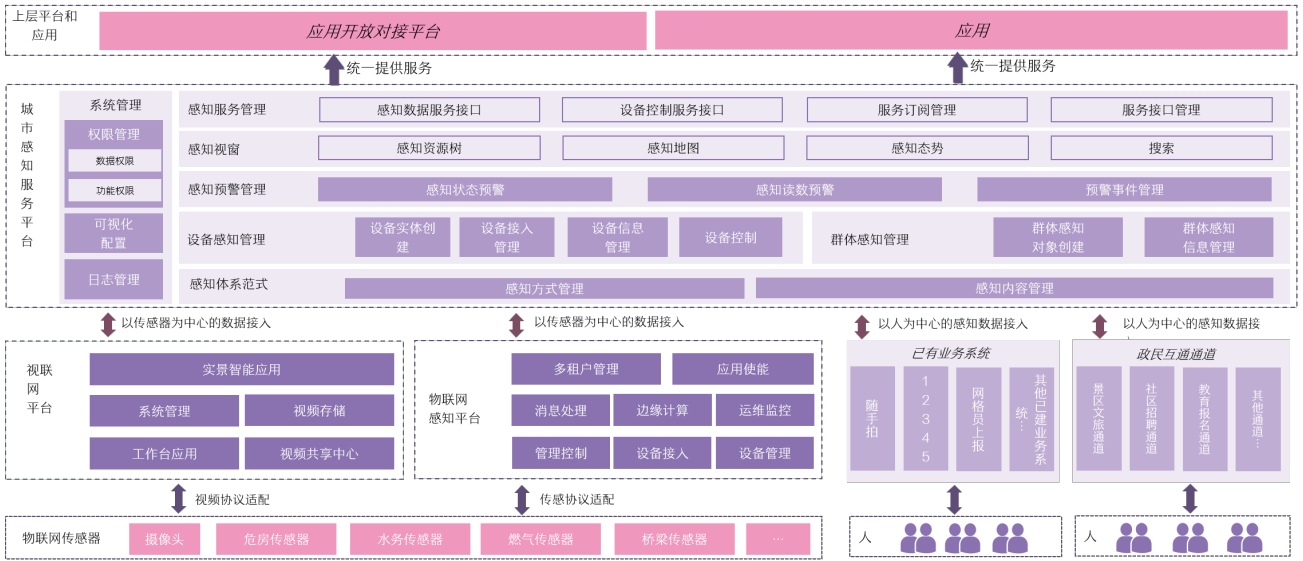 上层平台和
应用
应用开放对接平台
应用
统一提供服务
统一提供服务
城
市
感
知
服
务
平
台
系统管理
权限管理
数据权限
功能权限
可视化
配置
日志管理
感知服务管理
感知数据服务接口
设备控制服务接口
服务订阅管理
服务接口管理
感知视窗
感知资源树
感知地图
感知态势
搜索
感知预警管理
感知状态预警
感知读数预警
预警事件管理
设备感知管理
设备实体创
建
设备接入
管理
设备信息
管理
设备控制
群体感知管理
群体感知
对象创建
群体感知
信息管理
感知体系范式
感知方式管理
感知内容管理
以传感器为中心的数据接入
以传感器为中心的数据接入
以人为中心的感知数据接入
以人为中心的感知数据接
视联
网
平台
实景智能应用
系统管理
视频存储
工作台应用
视频共享中心
物联网
感知平台
多租户管理
应用使能
消息处理
边缘计算
运维监控
管理控制
设备接入
设备管理
已有业务系统
随手拍
12345
网格员上报
其他已建业务系
统…
政民互通通道
景区文旅通道
社区招聘通道
教育报名通道
其他通道…
视频协议适配
传感协议适配
物联网传感器
摄像头
危房传感器
水务传感器
燃气传感器
桥梁传感器
…
人
人